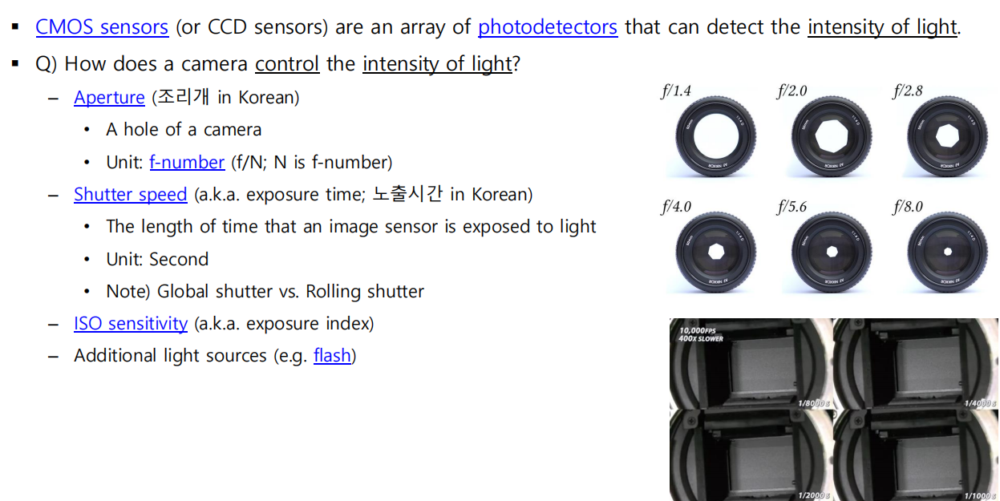 ▪ CMOS sensors (or CCD sensors) are an array of photodetectors that can detect the intensity of light.
▪ Q) How does a camera control the intensity of light?
– Aperture (조리개 in Korean)
• A hole of a camera
• Unit: f-number (f/N; N is f-number)
– Shutter speed (a.k.a. exposure time; 노출시간 in Korean)
• The length of time that an image sensor is exposed to light
• Unit: Second
• Note) Global shutter vs. Rolling shutter
– ISO sensitivity (a.k.a. exposure index)
– Additional light sources (e.g. flash)
f/1.4
f/2.0
f/2.8
f/4.0
f/5.6
f/8.0
10,000FPS
400X SLOWER
1/8000 s
1/4000 s
1/2000 s
1/1000 s